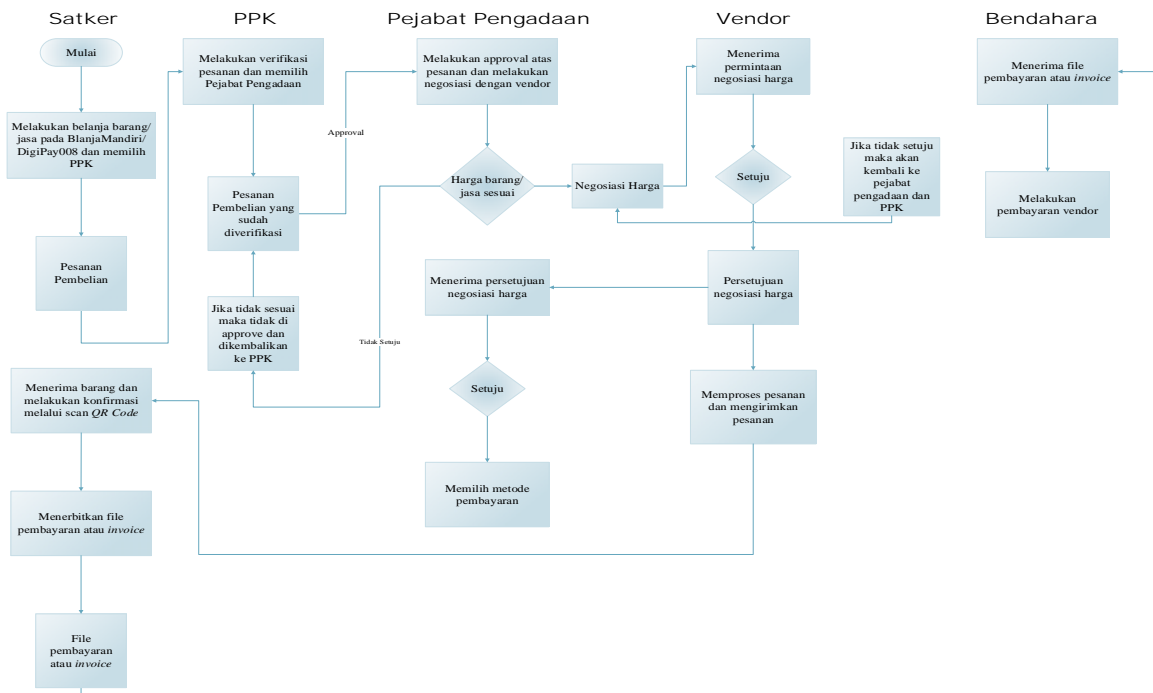 Satker
PPK
Pejabat Pengadaan
Vendor
Bendahara
Mulai
Melakukan belanja barang/
jasa pada BlanjaMandiri/
DigiPay008 dan memilih
PPK
Pesanan
Pembelian
Menerima barang dan
melakukan konfirmasi
melalui scan QR Code
Menerbitkan file
pembayaran atau invoice
File
pembayaran
atau invoice
Melakukan verifikasi
pesanan dan memilih
Pejabat Pengadaan
Pesanan
Pembelian yang
sudah
diverifikasi
Jika tidak sesuai
maka tidak di
approve dan
dikembalikan
ke PPK
Approval
Tidak Setuju
Melakukan approval atas
pesanan dan melakukan
negosiasi dengan vendor
Harga barang/
jasa sesuai
Negosiasi Harga
Menerima persetujuan
negosiasi harga
Setuju
Memilih metode
pembayaran
Menerima
permintaan
negosiasi harga
Setuju
Jika tidak setuju
maka akan
kembali ke
pejabat
pengadaan dan
PPK
Persetujuan
negosiasi harga
Memproses pesanan
dan mengirimkan
pesanan
Menerima file
pembayaran atau invoice
Melakukan
pembayaran vendor